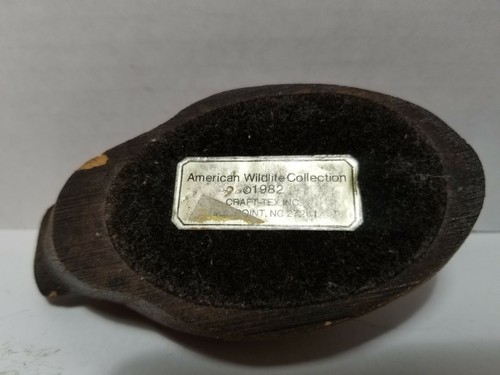 American Wildlife Collection
©1982
CRAFT-TEX INC.
POINT, NC